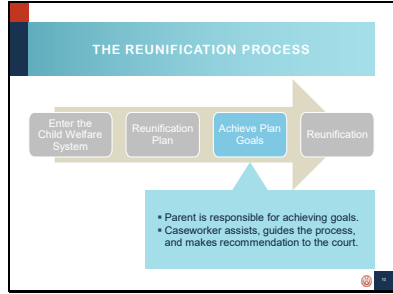 THE REUNIFICATION PROCESS
Enter the
Child Welfare
System
Reunification
Plan
Achieve Plan
Goals
Reunification
▪ Parent is responsible for achieving goals.
▪ Caseworker assists, guides the process,
and makes recommendation to the court.